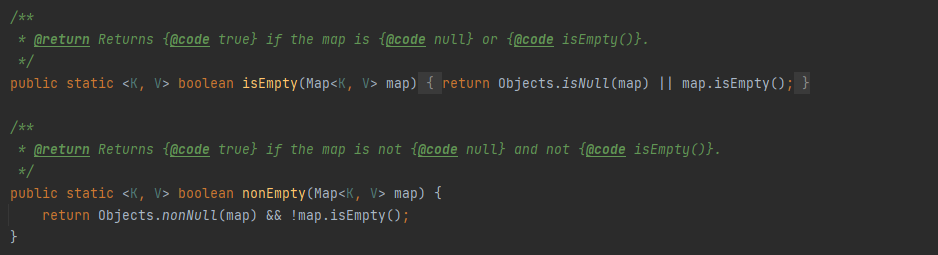 /**
 * @return Returns {@code true} if the map is {@code null} or {@code isEmpty()}.
 */
public static <K, V> boolean isEmpty(Map<K, V> map) { return Objects.isNull(map) || map.isEmpty(); }
/**
 * @return Returns {@code true} if the map is not {@code null} and not {@code isEmpty()}.
 */
public static <K, V> boolean nonEmpty(Map<K, V> map) {
    return Objects.nonNull(map) && !map.isEmpty();
}